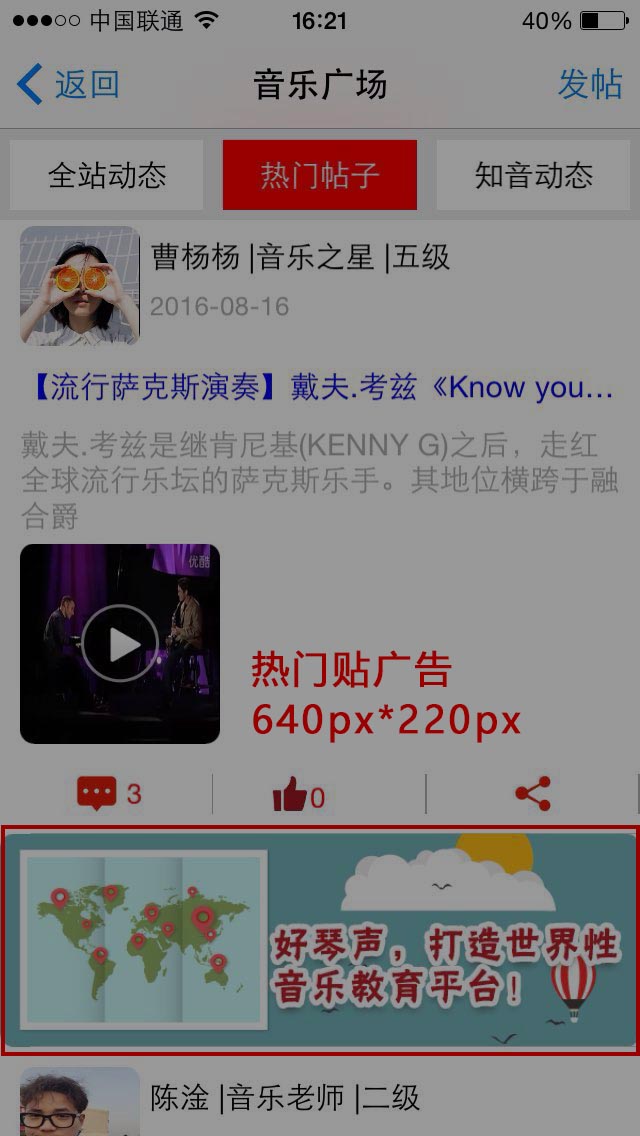 中国联通 16:21 40%
返回 音乐广场 发帖
全站动态 热门帖子 知音动态
曹杨杨 |音乐之星 |五级
2016-08-16
【流行萨克斯演奏】戴夫.考兹《Know you...
戴夫.考兹是继肯尼基(KENNY G)之后，走红
全球流行乐坛的萨克斯乐手。其地位横跨于融
合爵
优酷
热门贴广告
640px*220px
3 0
好琴声，打造世界性
音乐教育平台！
陈淦 |音乐老师 |二级